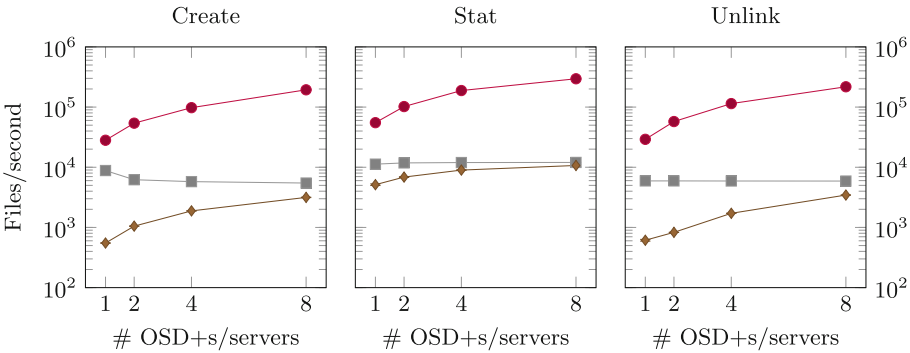 Create Stat Unlink
10^6 10^6
10^5 10^5
10^4 10^4
10^3 10^3
10^2 10^2
Files/second
1 2 4 8 1 2 4 8 1 2 4 8
# OSD+s/servers # OSD+s/servers # OSD+s/servers